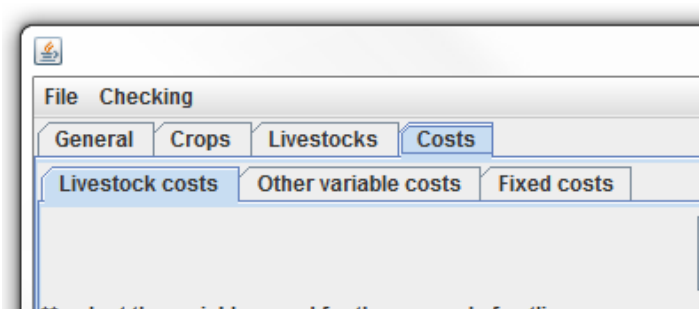 File Checking
General Crops Livestocks Costs
Livestock costs Other variable costs Fixed costs